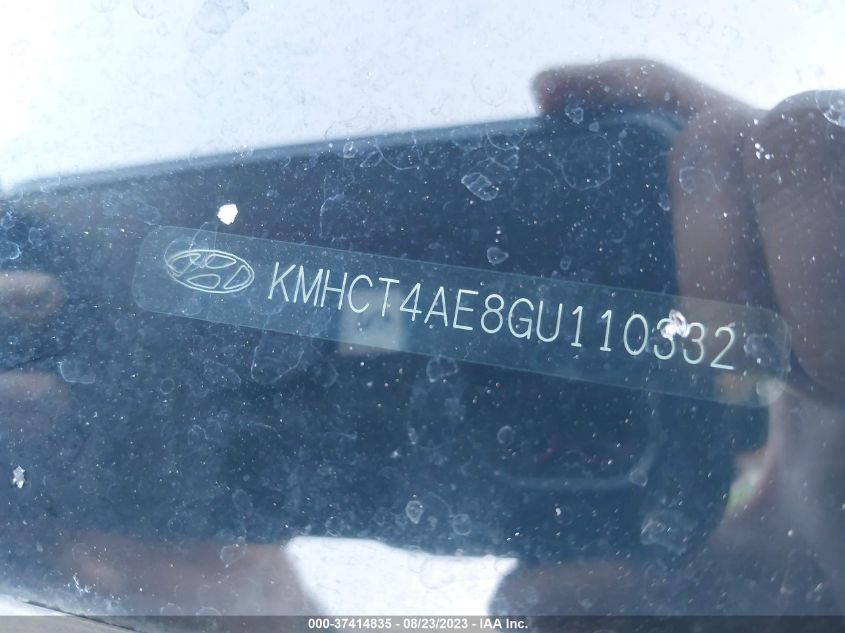 KMHCT4AE8GU110332
000-37414835 - 08/23/2023 - IAA Inc.